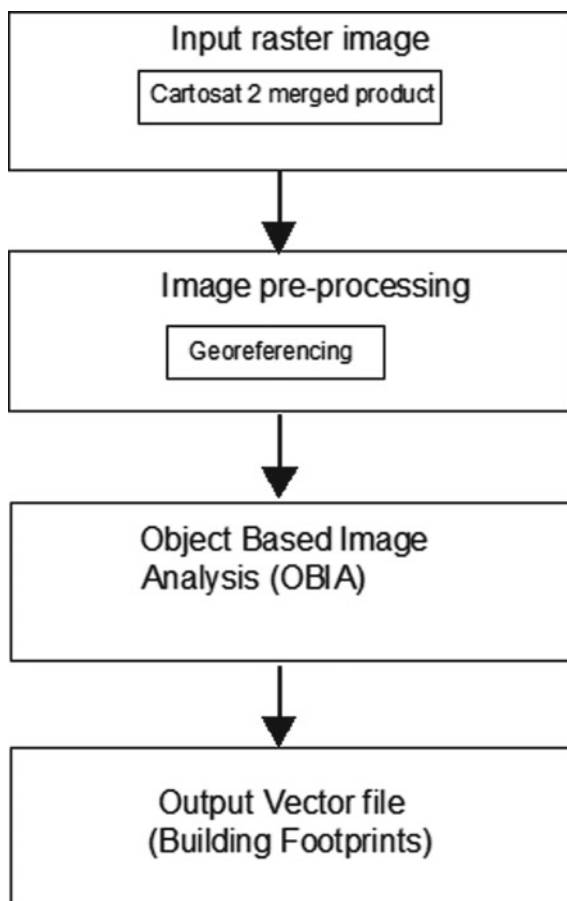 Input raster image
Cartosat 2 merged product
Image pre-processing
Georeferencing
Object Based Image
Analysis (OBIA)
Output Vector file
(Building Footprints)